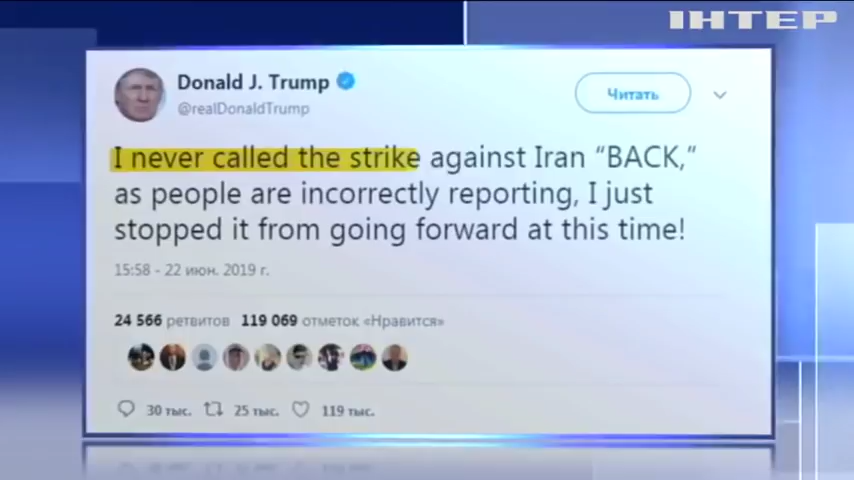 ІНТЕР
Donald J. Trump
@realDonaldTrump
Читать
I never called the strike against Iran “BACK,”
as people are incorrectly reporting, I just
stopped it from going forward at this time!
15:58 - 22 июн. 2019 г.
24 566 ретвитов 119 069 отметок «Нравится»
30 тыс. 25 тыс. 119 тыс.